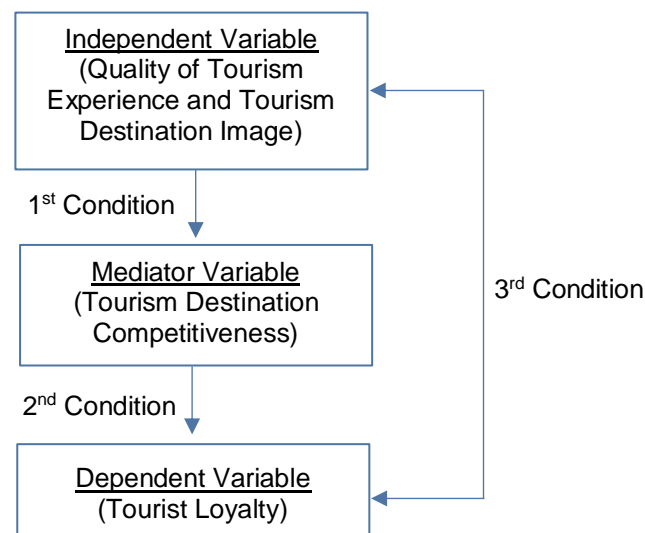 Independent Variable
(Quality of Tourism
Experience and Tourism
Destination Image)
1st Condition
Mediator Variable
(Tourism Destination
Competitiveness)
3rd Condition
2nd Condition
Dependent Variable
(Tourist Loyalty)